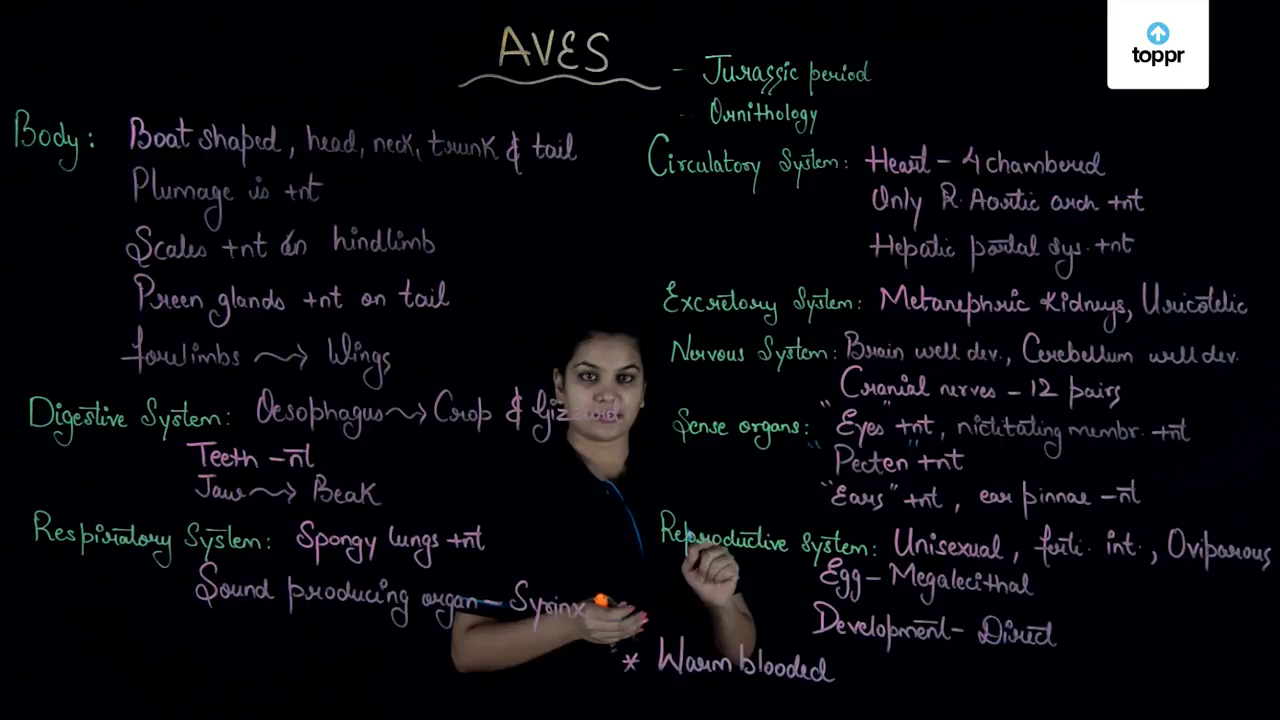 AVES
toppr
- Jurassic period
- Ornithology
Body: Boat shaped, head, neck, trunk & tail
Plumage is +nt
Scales +nt on hindlimb
Preen glands +nt on tail
forelimbs ⟿ Wings
Digestive System: Oesophagus ⟿ Crop & Gizzard
Teeth -nt
Jaw ⟿ Beak
Respiratory System: Spongy lungs +nt
Sound producing organ - Syrinx
Circulatory System: Heart - 4 chambered
Only R. Aortic arch +nt
Hepatic portal sys. +nt
Excretory System: Metanephric Kidneys, Uricotelic
Nervous System: Brain well dev., Cerebellum well dev.
Cranial nerves - 12 pairs
Sense organs: "Eyes" +nt, nictitating membr. +nt
"Pecten" +nt
"Ears" +nt, ear pinnae -nt
Reproductive System: Unisexual, ferti. int., Oviparous
Egg - Megalecithal
Development - Direct
* Warm blooded